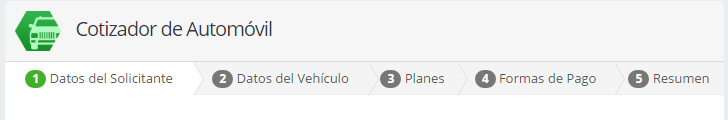 Cotizador de Automóvil
1 Datos del Solicitante 2 Datos del Vehículo 3 Planes 4 Formas de Pago 5 Resumen